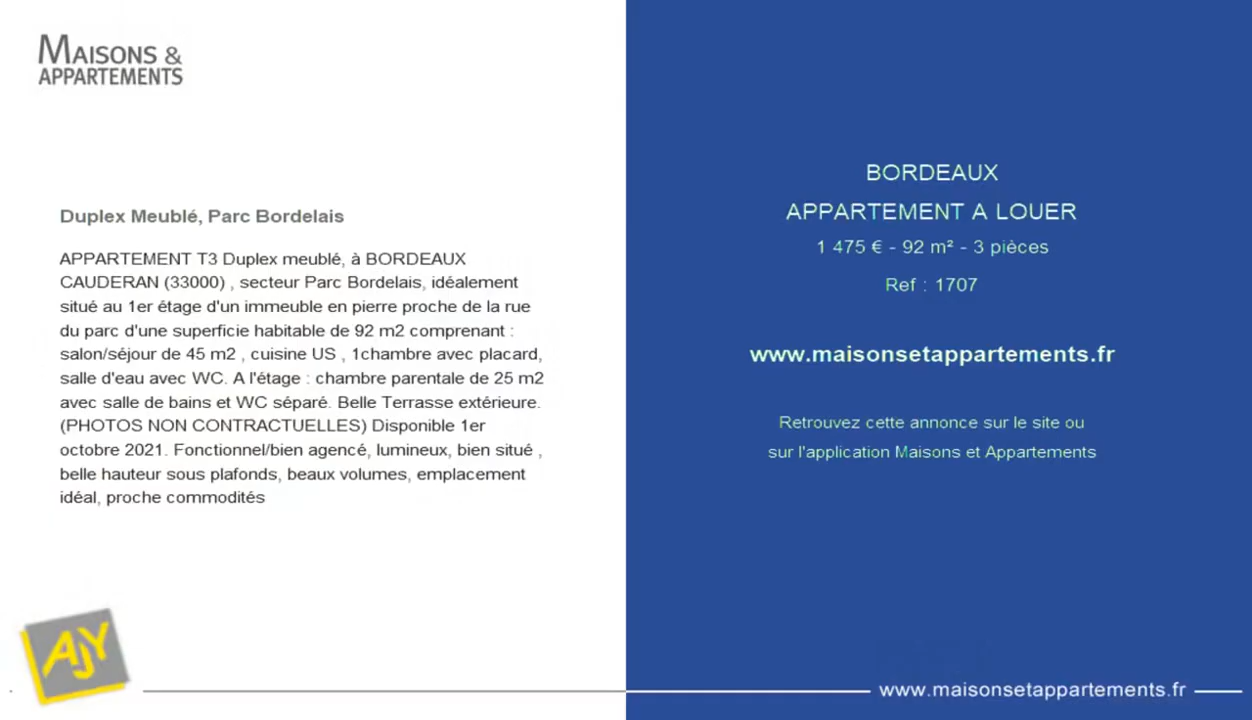 MAISONS &
APPARTEMENTS
Duplex Meublé, Parc Bordelais
APPARTEMENT T3 Duplex meublé, à BORDEAUX
CAUDERAN (33000) , secteur Parc Bordelais, idéalement
situé au 1er étage d'un immeuble en pierre proche de la rue
du parc d'une superficie habitable de 92 m2 comprenant :
salon/séjour de 45 m2 , cuisine US , 1chambre avec placard,
salle d'eau avec WC. A l'étage : chambre parentale de 25 m2
avec salle de bains et WC séparé. Belle Terrasse extérieure.
(PHOTOS NON CONTRACTUELLES) Disponible 1er
octobre 2021. Fonctionnel/bien agencé, lumineux, bien situé ,
belle hauteur sous plafonds, beaux volumes, emplacement
idéal, proche commodités
AJY
BORDEAUX
APPARTEMENT A LOUER
1 475 € - 92 m² - 3 pièces
Ref : 1707
www.maisonsetappartements.fr
Retrouvez cette annonce sur le site ou
sur l'application Maisons et Appartements
www.maisonsetappartements.fr